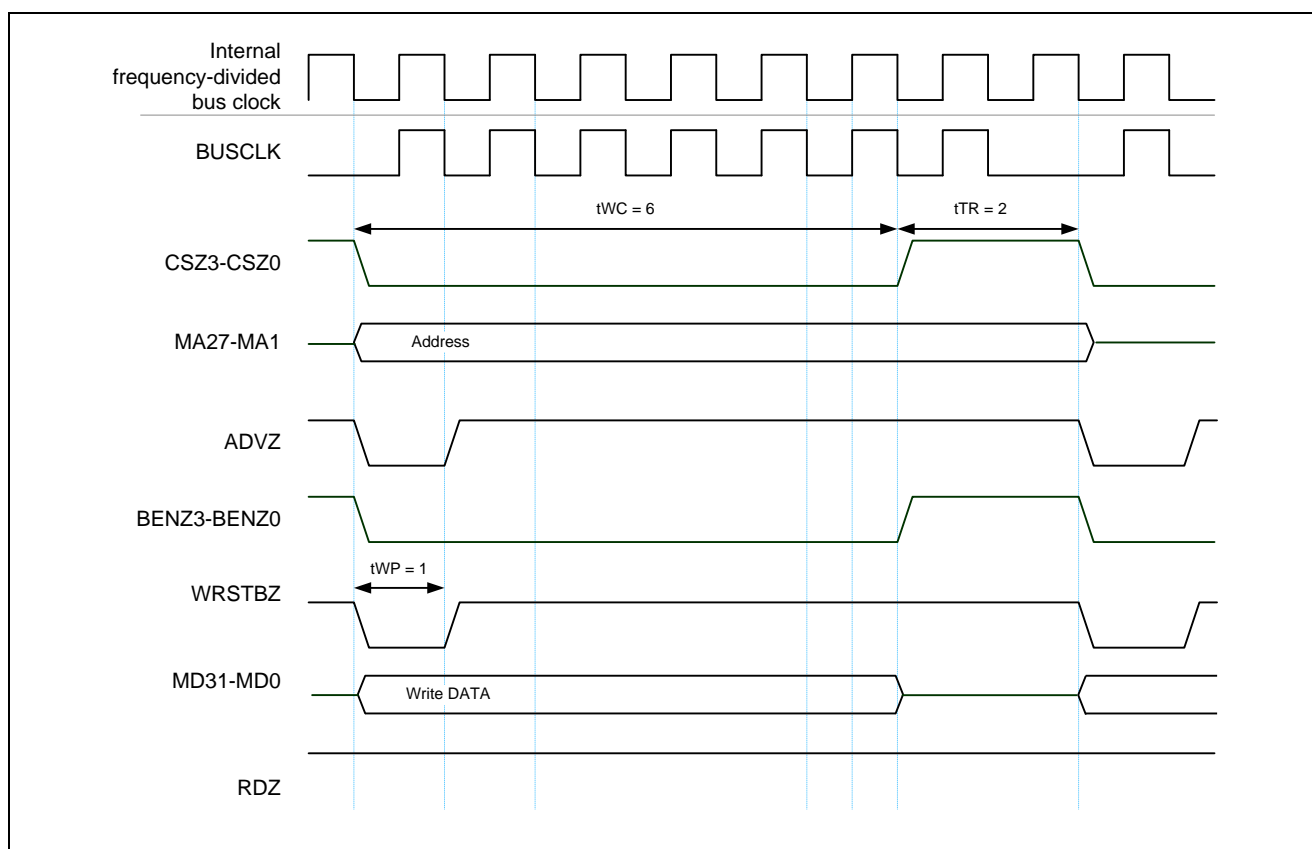 Internal
frequency-divided
bus clock
BUSCLK
tWC = 6
tTR = 2
CSZ3-CSZ0
MA27-MA1
Address
ADVZ
BENZ3-BENZ0
tWP = 1
WRSTBZ
MD31-MD0
Write DATA
RDZ